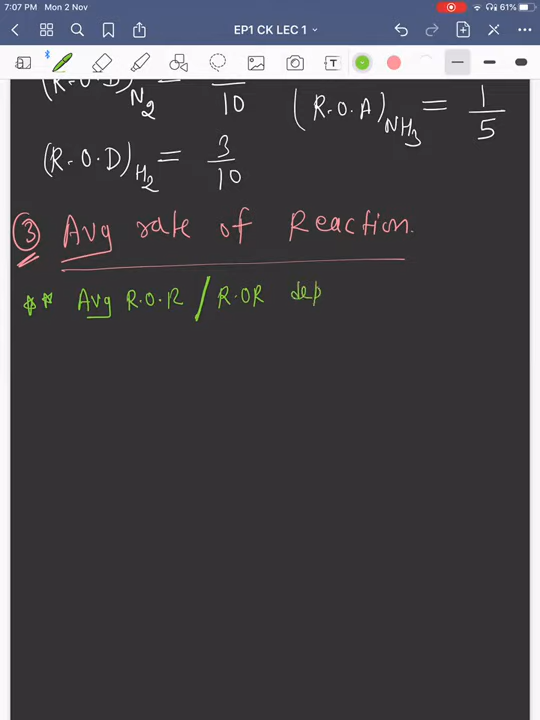 7:07 PM Mon 2 Nov 61%
EP1 CK LEC 1
(R.O.D)N2 = /10
(R.O.A)NH3 = 1/5
(R.O.D)H2 = 3/10
③ Avg rate of Reaction.
** Avg R.O.R / R.OR dep